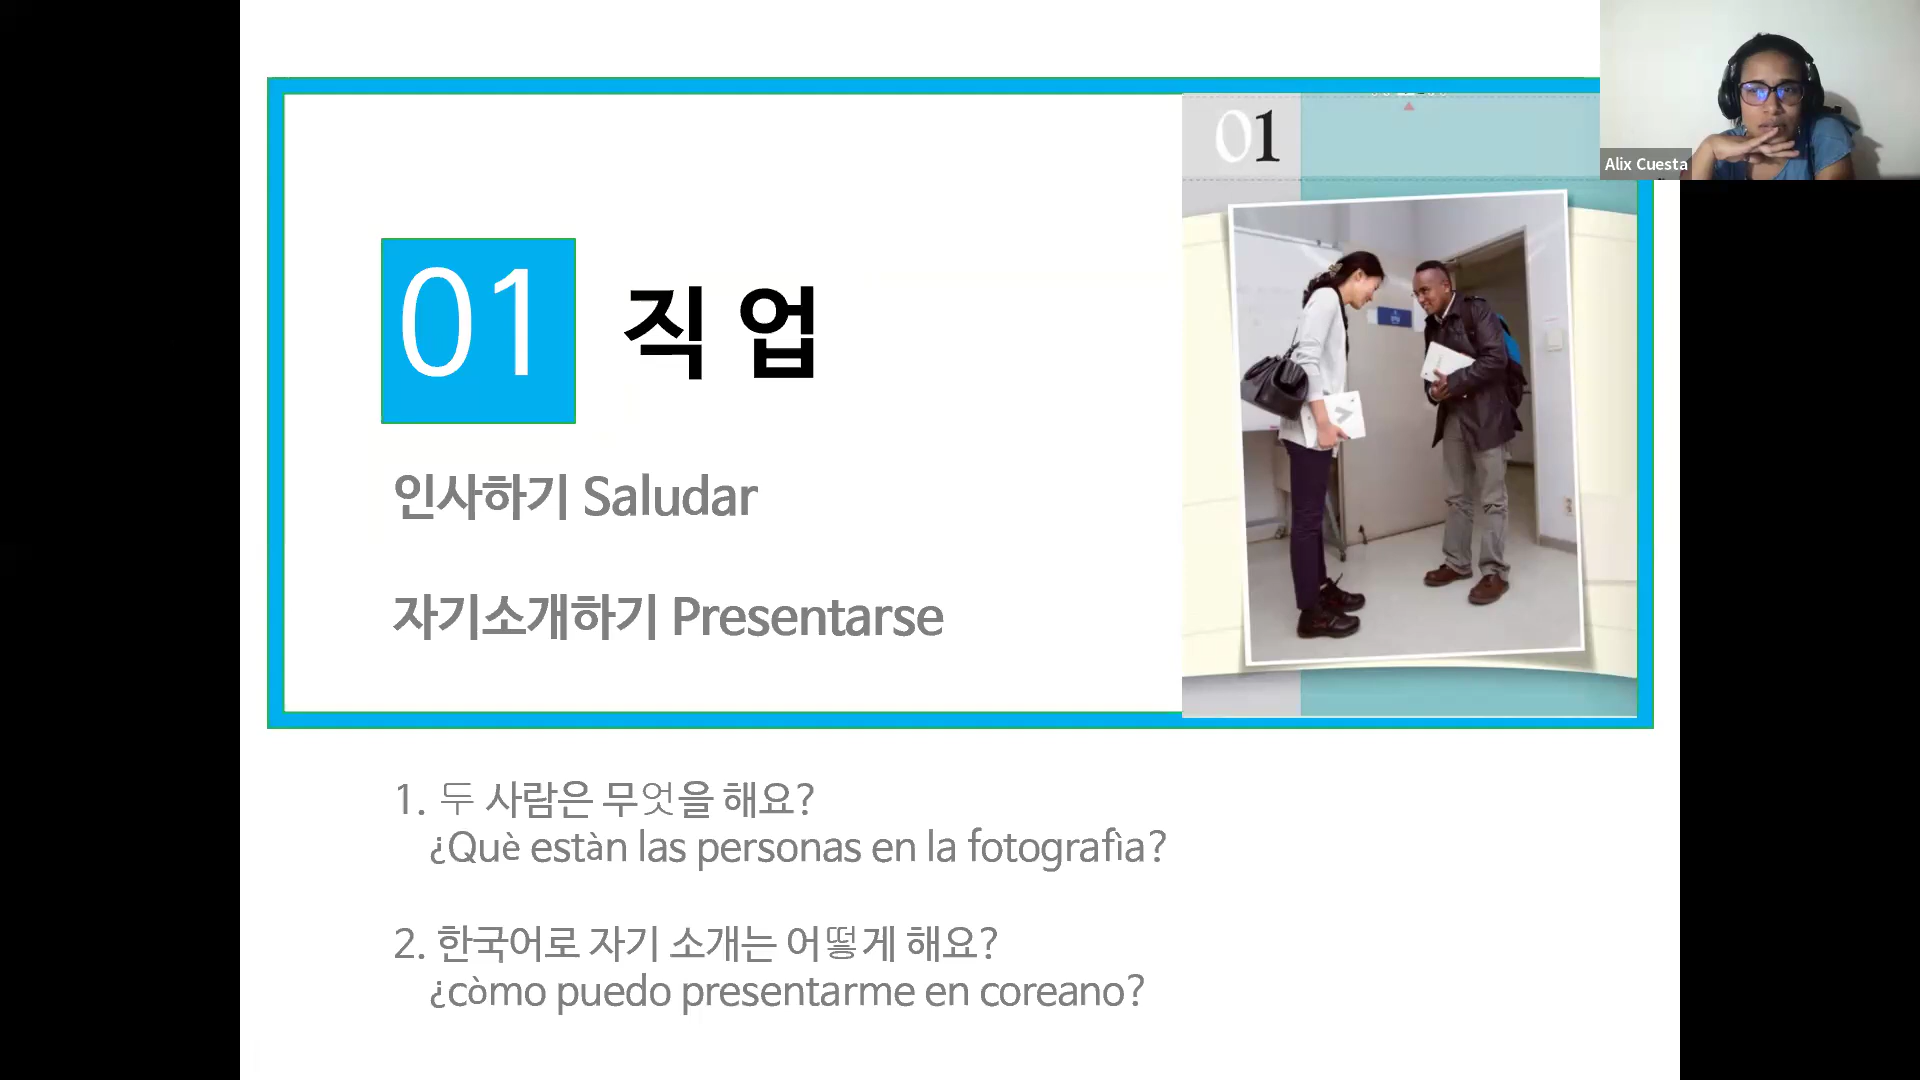 01
Alix Cuesta
01 직 업
인사하기 Saludar
자기소개하기 Presentarse
1. 두 사람은 무엇을 해요?
¿Què estàn las personas en la fotografìa?
2. 한국어로 자기 소개는 어떻게 해요?
¿còmo puedo presentarme en coreano?